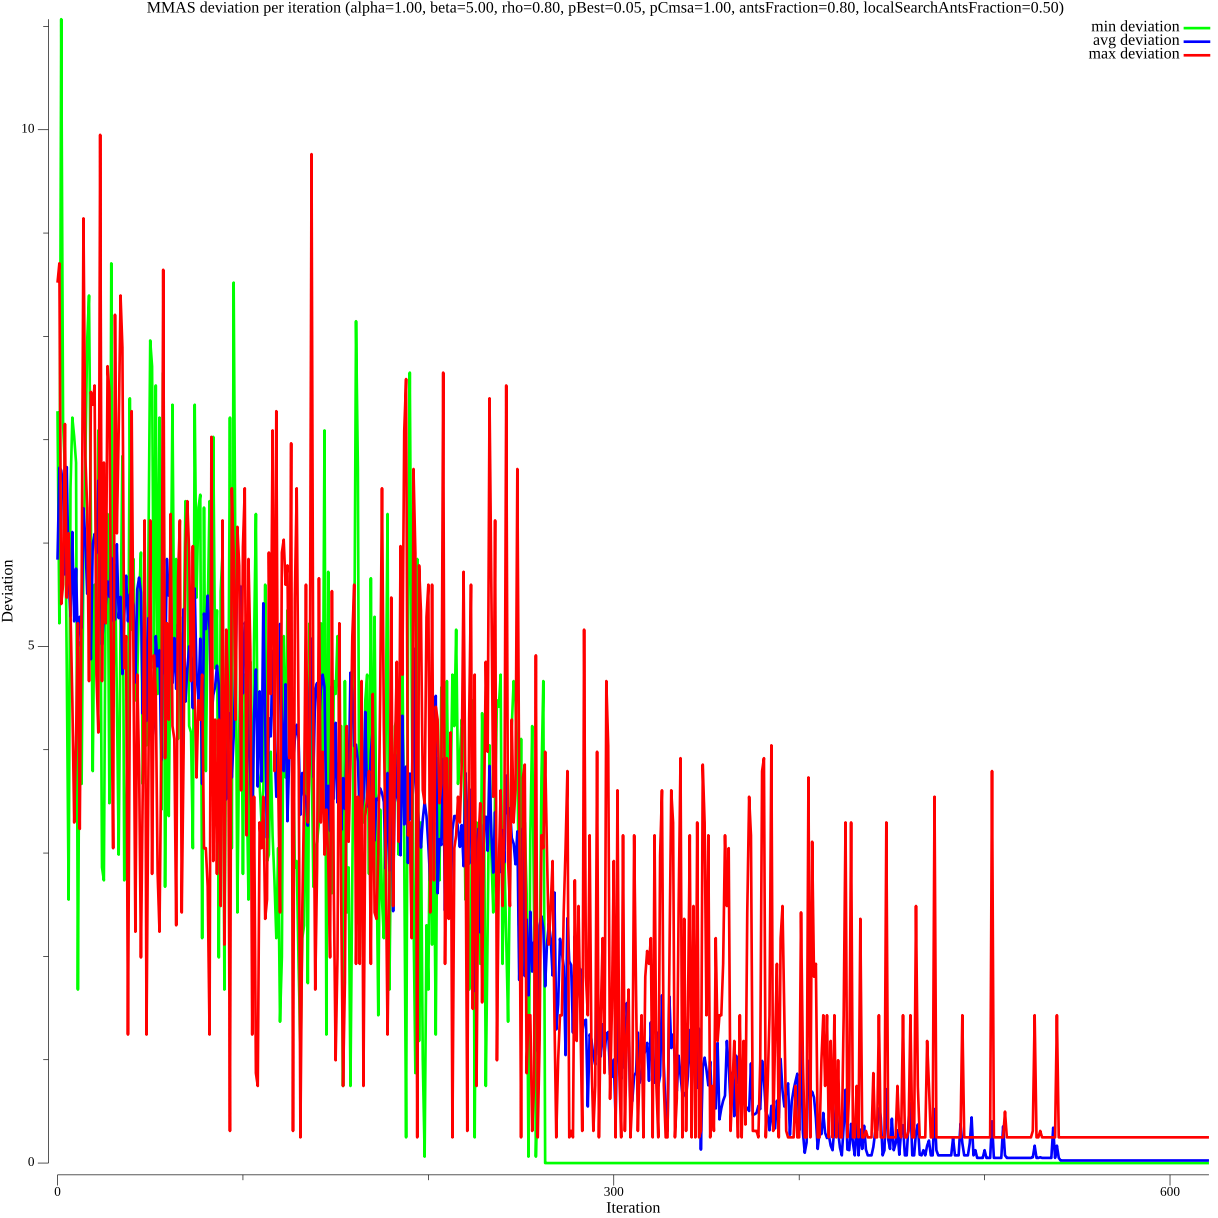 MMAS deviation per iteration (alpha=1.00, beta=5.00, rho=0.80, pBest=0.05, pCmsa=1.00, antsFraction=0.80, localSearchAntsFraction=0.50)
min deviation
avg deviation
max deviation
10
5
0
Deviation
0
300
600
Iteration